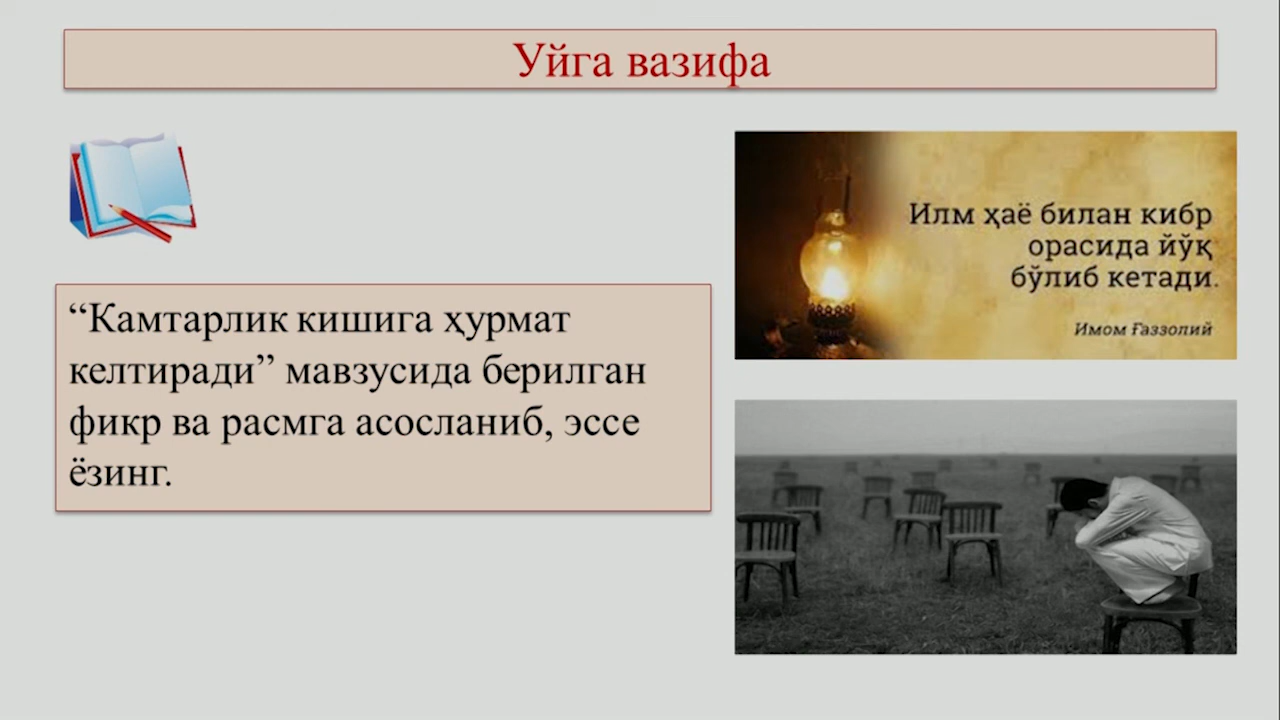 Уйга вазифа
“Камтарлик кишига ҳурмат
келтиради” мавзусида берилган
фикр ва расмга асосланиб, эссе
ёзинг.
Илм ҳаё билан кибр
орасида йўқ
бўлиб кетади.
Имом Ғаззолий